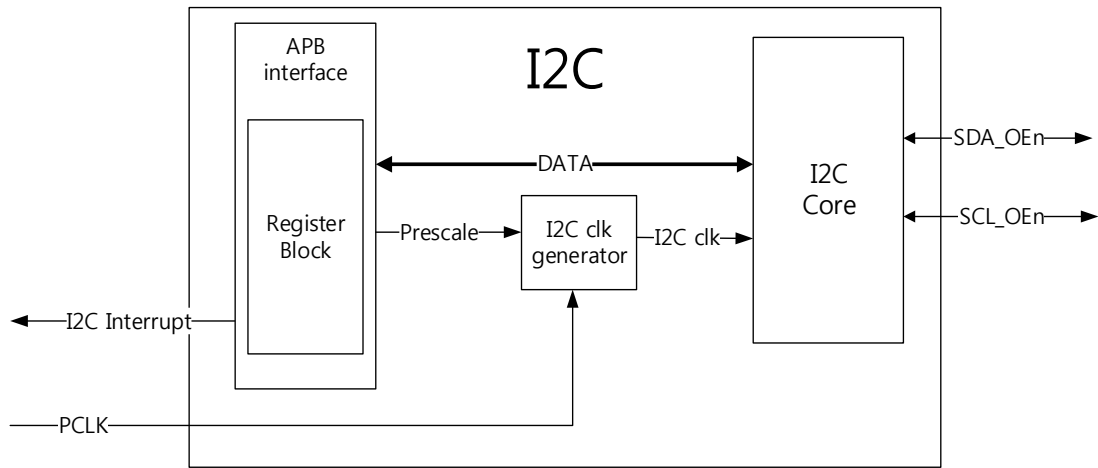 I2C
APB
interface
Register
Block
DATA
Prescale
I2C clk
generator
I2C clk
I2C
Core
SDA_OEn
SCL_OEn
I2C Interrupt
PCLK